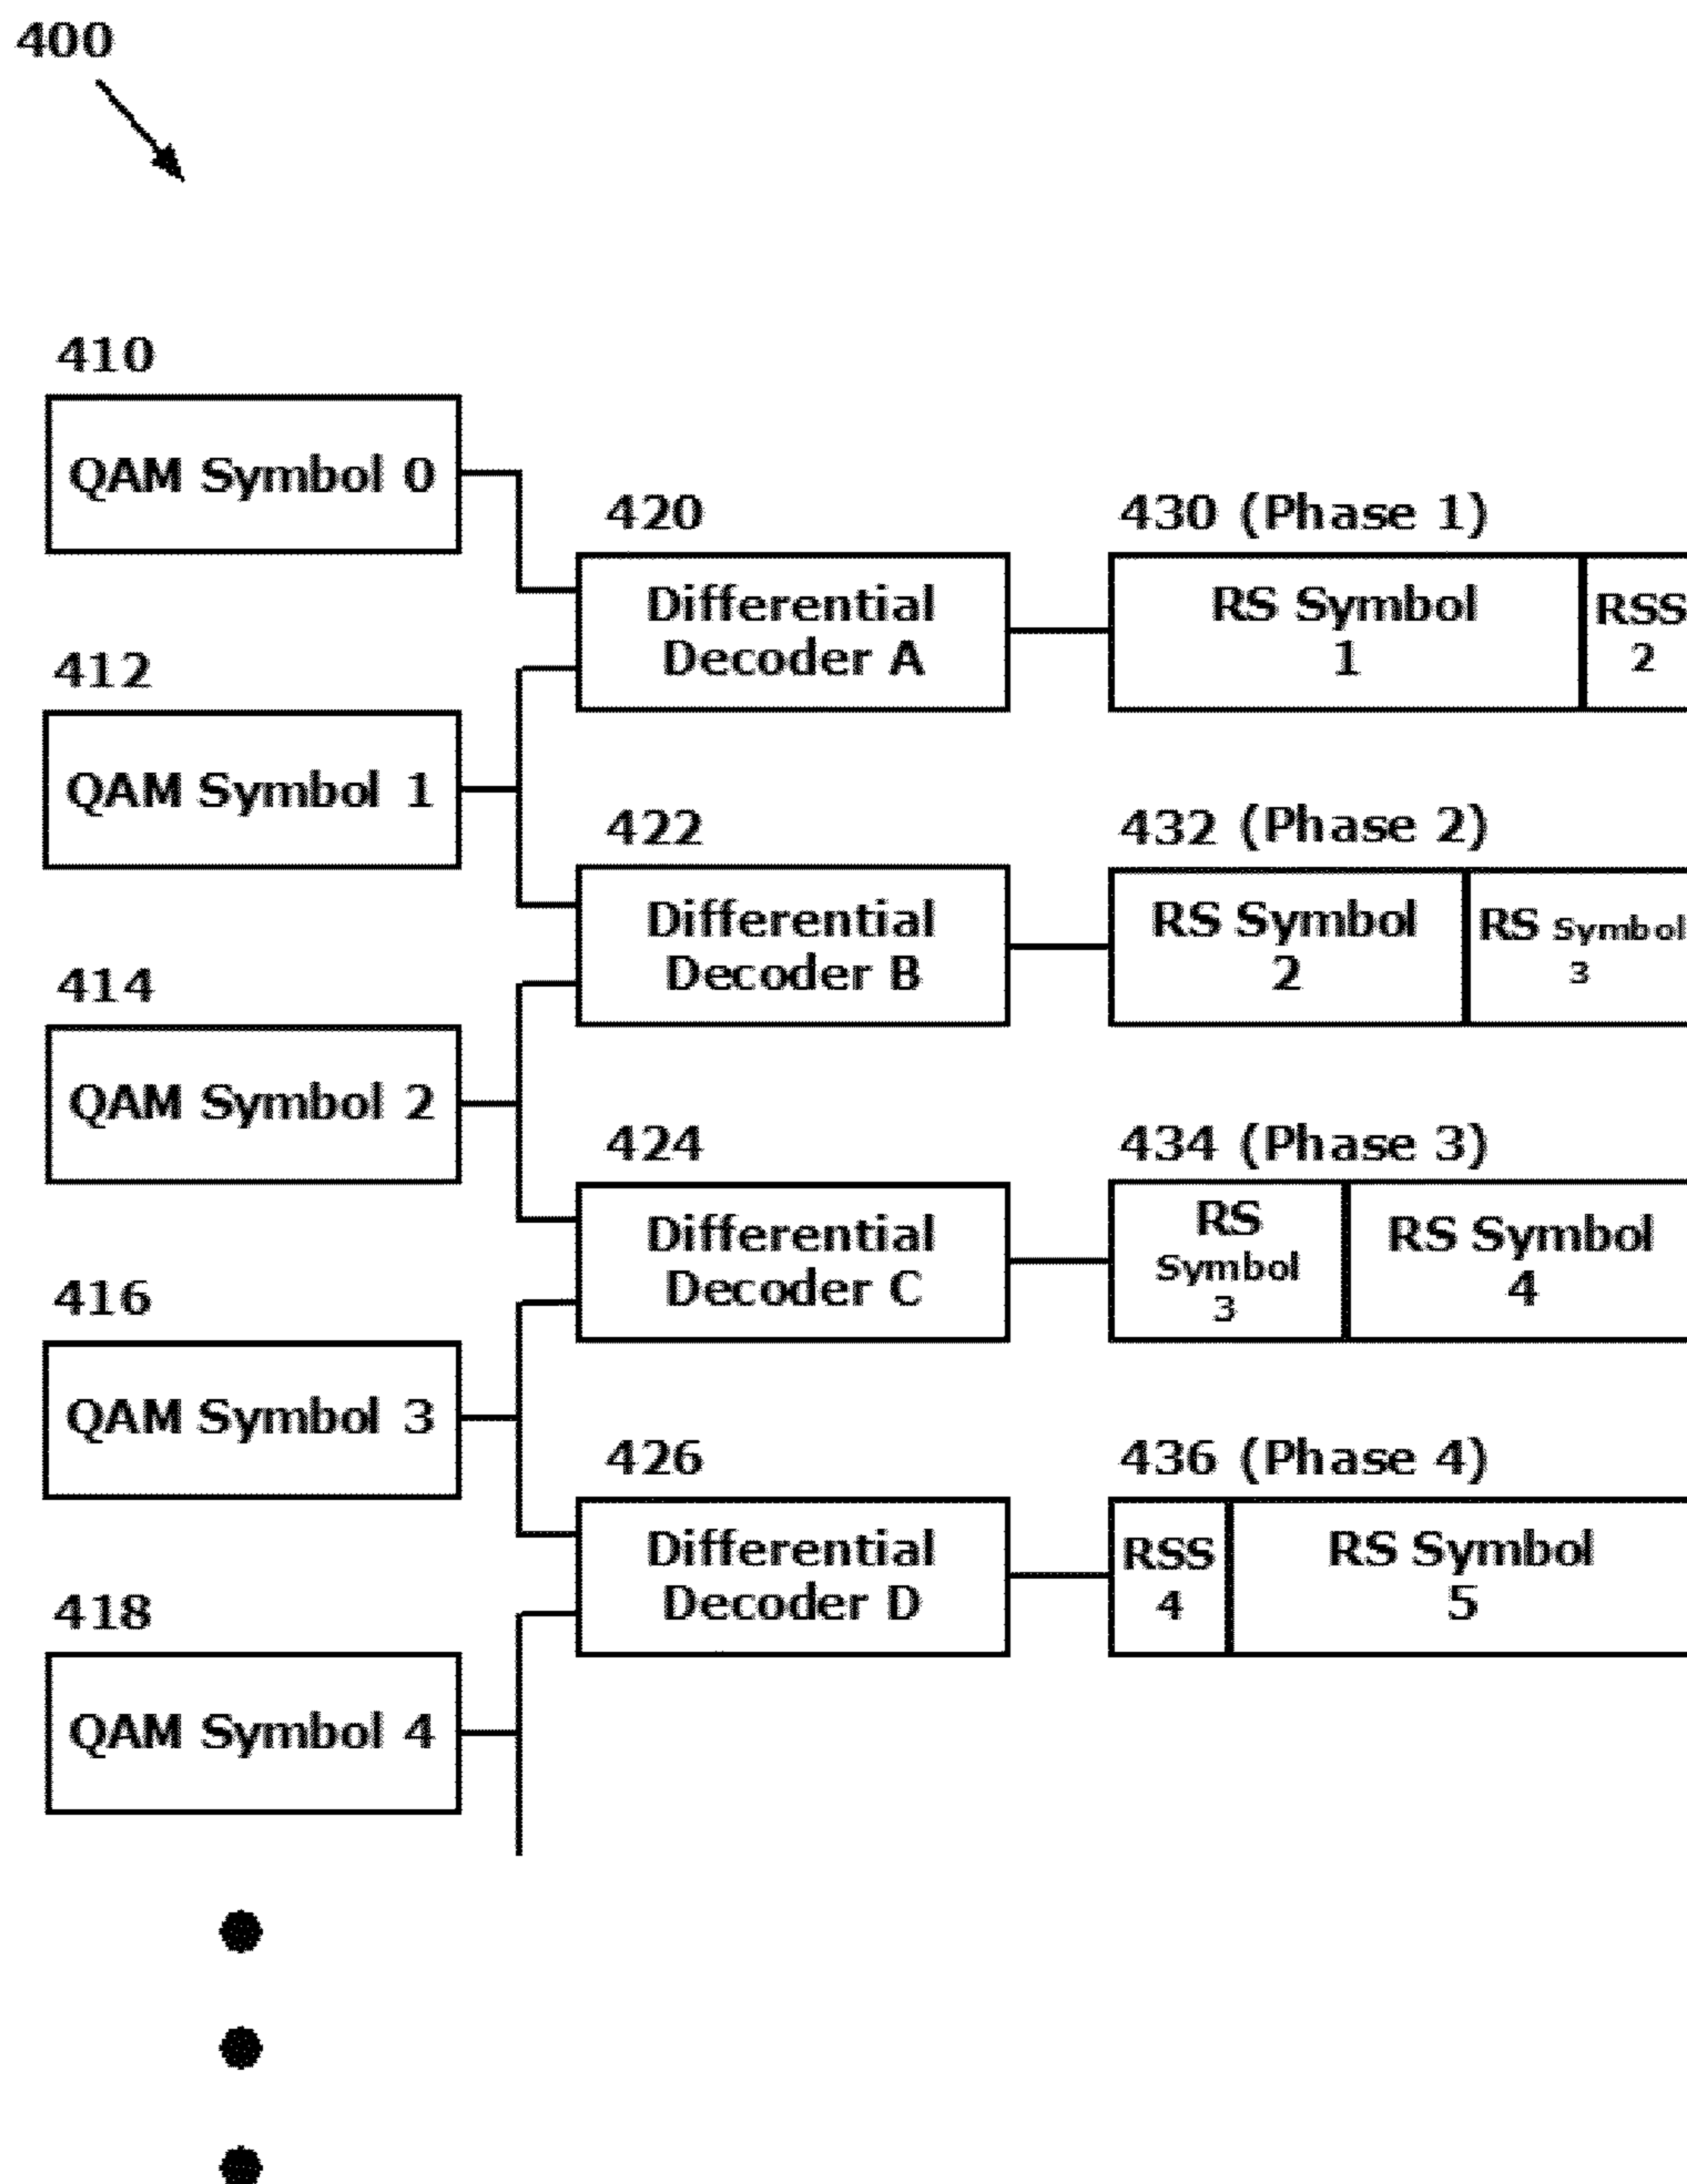 400
410
QAM Symbol 0
420
430 (Phase 1)
Differential
Decoder A
RS Symbol
1
RSS
2
412
QAM Symbol 1
422
432 (Phase 2)
Differential
Decoder B
RS Symbol
2
RS Symbol
3
414
QAM Symbol 2
424
434 (Phase 3)
Differential
Decoder C
RS
Symbol
3
RS Symbol
4
416
QAM Symbol 3
426
436 (Phase 4)
Differential
Decoder D
RSS
4
RS Symbol
5
418
QAM Symbol 4